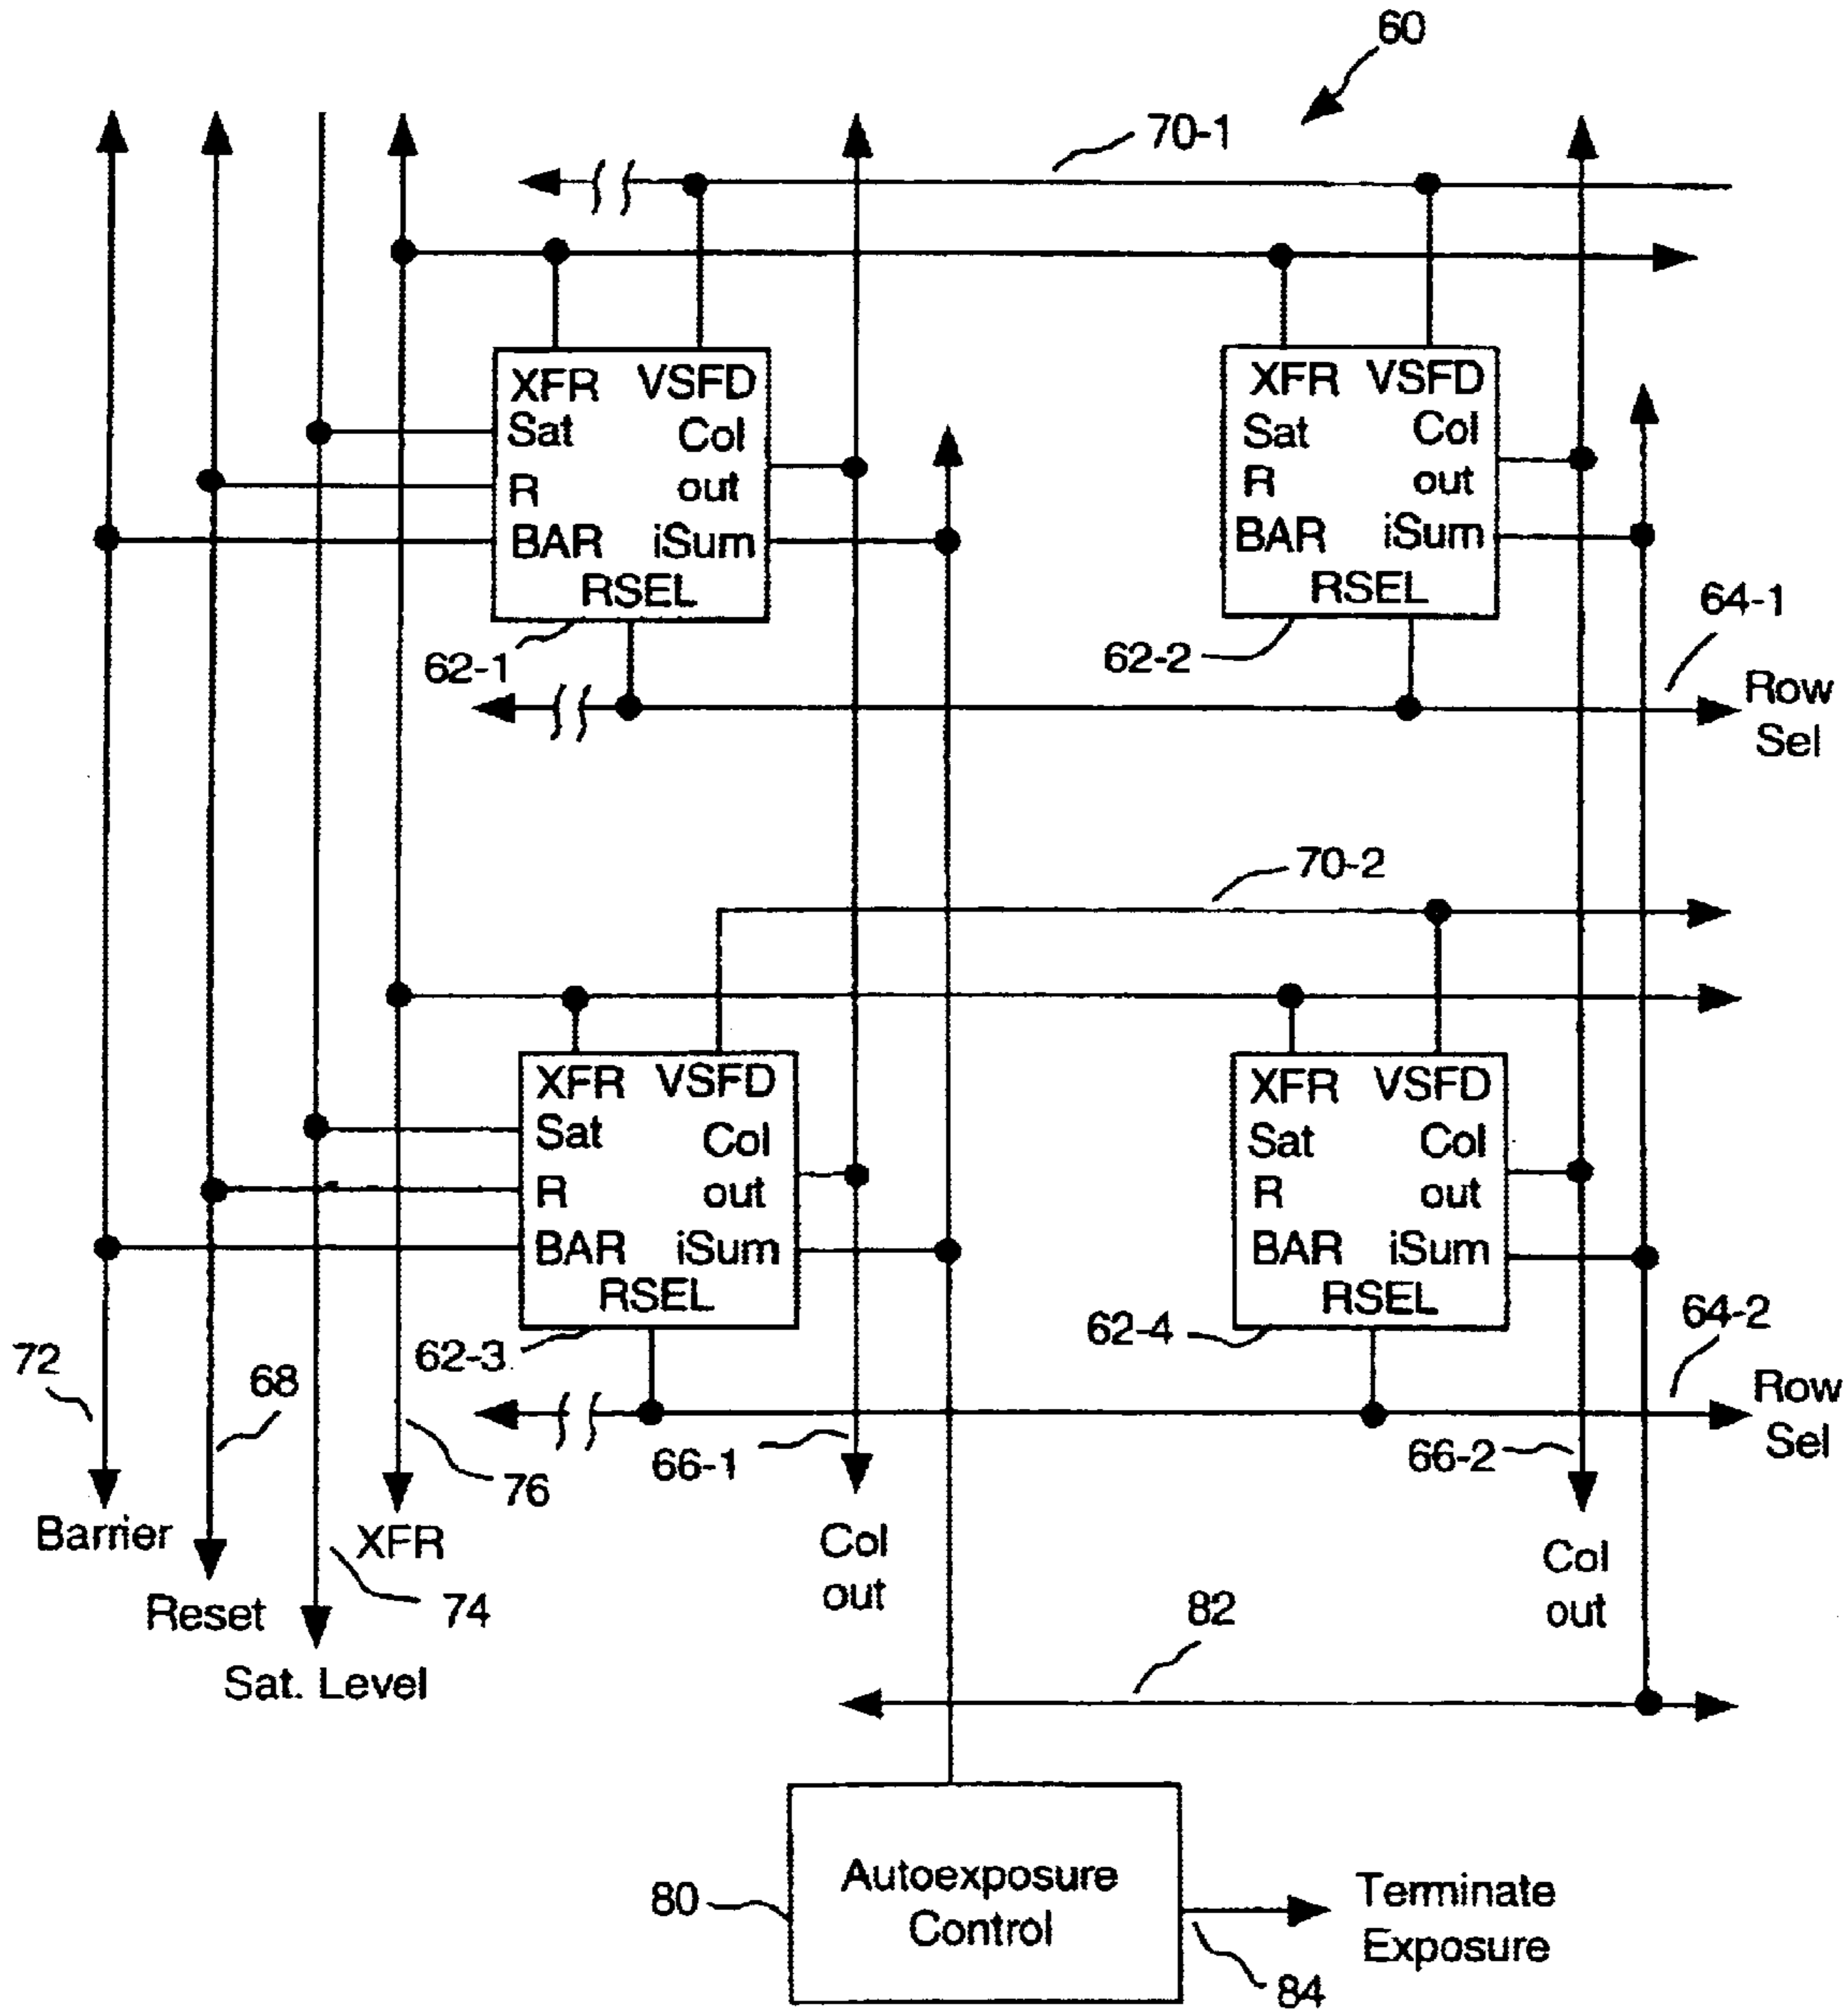 60
70-1
XFR VSFD
Sat Col
R out
BAR iSum
RSEL
62-1
XFR VSFD
Sat Col
R out
BAR iSum
RSEL
62-2
64-1
Row
Sel
70-2
XFR VSFD
Sat Col
R out
BAR iSum
RSEL
62-3
XFR VSFD
Sat Col
R out
BAR iSum
RSEL
62-4
64-2
Row
Sel
72
68
76
66-1
66-2
Barrier
XFR
Reset
74
Sat. Level
Col
out
Col
out
82
80
Autoexposure
Control
Terminate
Exposure
84